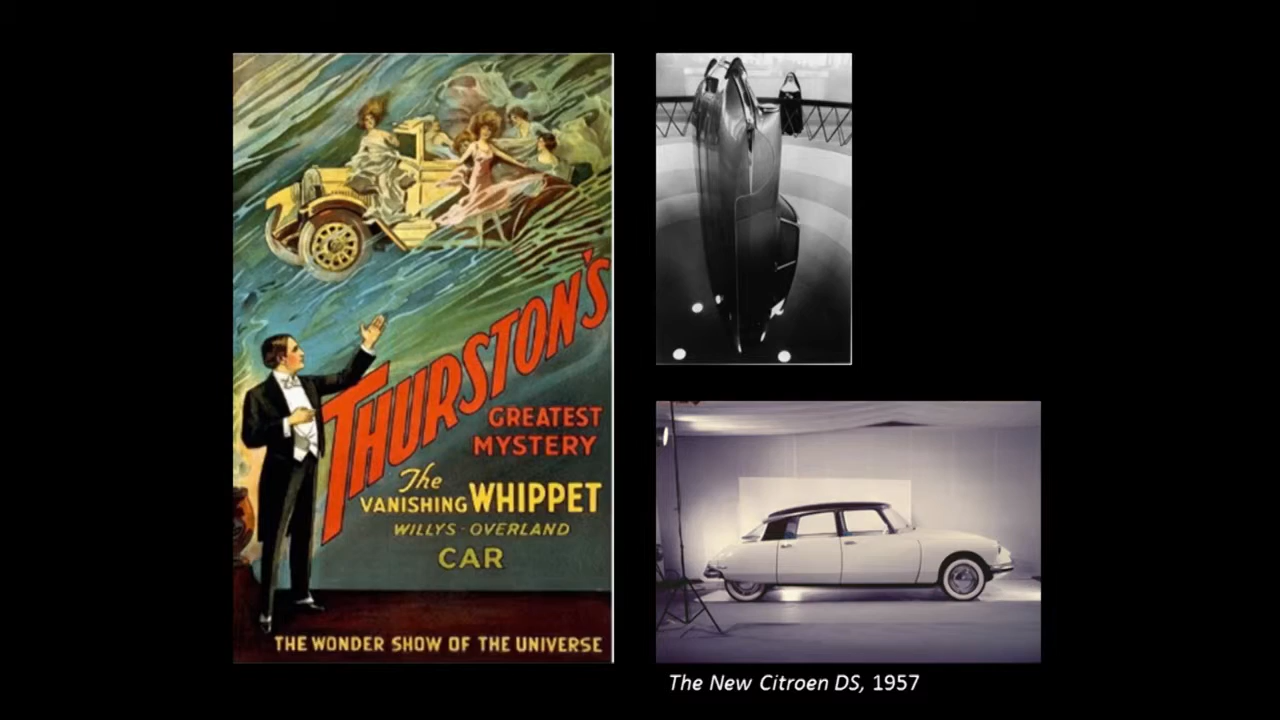 THURSTON'S
GREATEST
MYSTERY
The
VANISHING WHIPPET
WILLYS-OVERLAND
CAR
THE WONDER SHOW OF THE UNIVERSE
The New Citroen DS, 1957